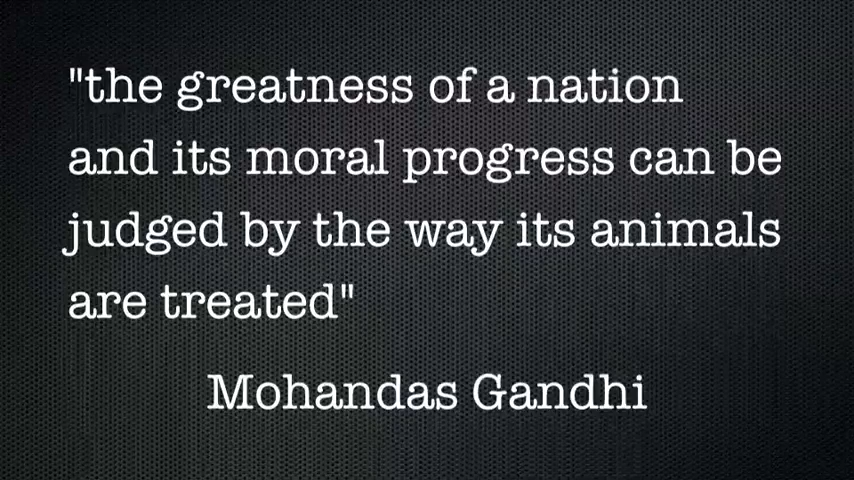 "the greatness of a nation
and its moral progress can be
judged by the way its animals
are treated"
Mohandas Gandhi